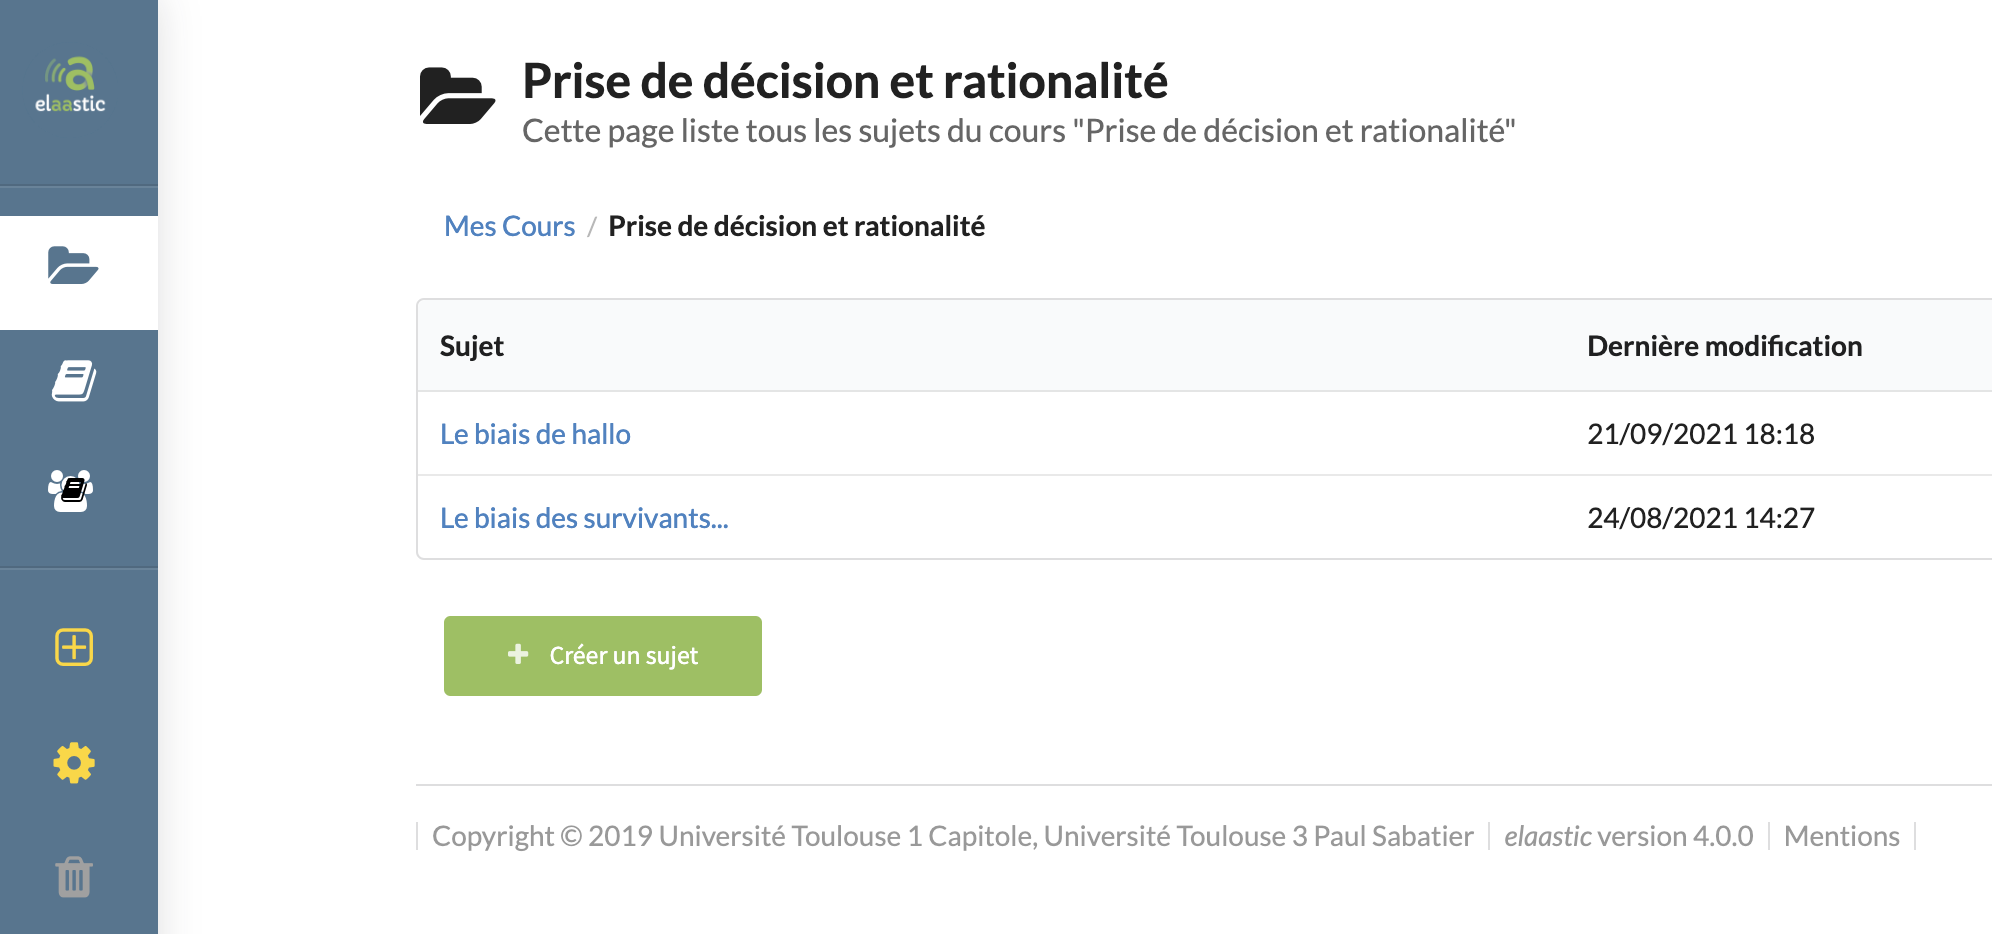 elaastic
Prise de décision et rationalité
Cette page liste tous les sujets du cours "Prise de décision et rationalité"
Mes Cours / Prise de décision et rationalité
Sujet Dernière modification
Le biais de hallo 21/09/2021 18:18
Le biais des survivants... 24/08/2021 14:27
Créer un sujet
Copyright © 2019 Université Toulouse 1 Capitole, Université Toulouse 3 Paul Sabatier elaastic version 4.0.0 Mentions